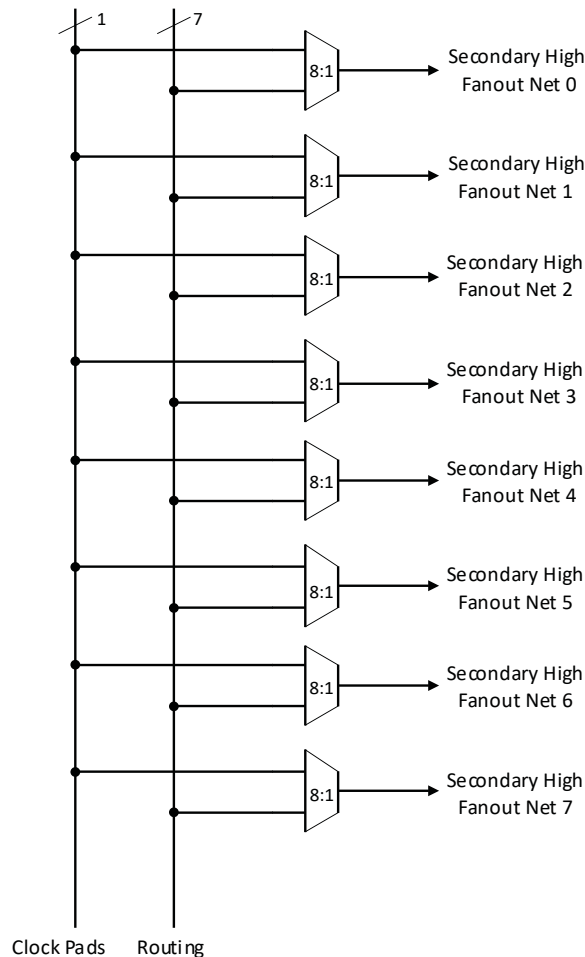 1
7
8:1
Secondary High
Fanout Net 0
8:1
Secondary High
Fanout Net 1
8:1
Secondary High
Fanout Net 2
8:1
Secondary High
Fanout Net 3
8:1
Secondary High
Fanout Net 4
8:1
Secondary High
Fanout Net 5
8:1
Secondary High
Fanout Net 6
8:1
Secondary High
Fanout Net 7
Clock Pads
Routing